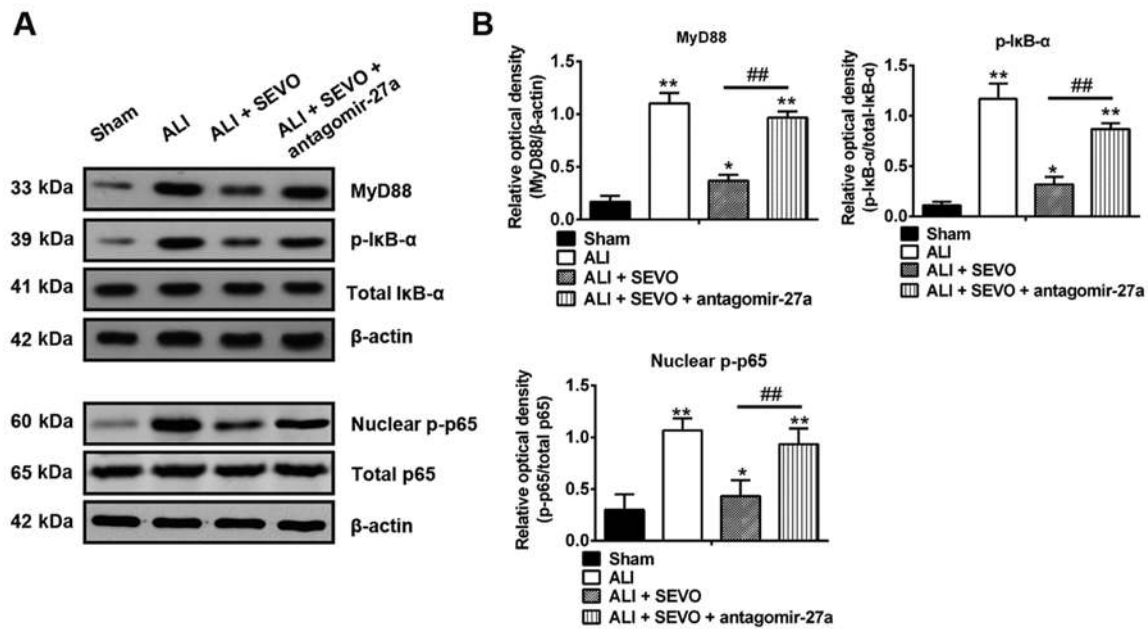 A
Sham
ALI
ALI + SEVO
ALI + SEVO +
antagomir-27a
33 kDa
MyD88
39 kDa
p-IκB-α
41 kDa
Total IκB-α
42 kDa
β-actin
60 kDa
Nuclear p-p65
65 kDa
Total p65
42 kDa
β-actin
B
MyD88
Relative optical density
(MyD88/β-actin)
1.5
1.0
0.5
0.0
**
*
##
**
Sham
ALI
ALI + SEVO
ALI + SEVO + antagomir-27a
p-IκB-α
Relative optical density
(p-IκB-α/total-IκB-α)
1.5
1.0
0.5
0.0
**
*
##
**
Sham
ALI
ALI + SEVO
ALI + SEVO + antagomir-27a
Nuclear p-p65
Relative optical density
(p-p65/total p65)
1.5
1.0
0.5
0.0
**
*
##
**
Sham
ALI
ALI + SEVO
ALI + SEVO + antagomir-27a